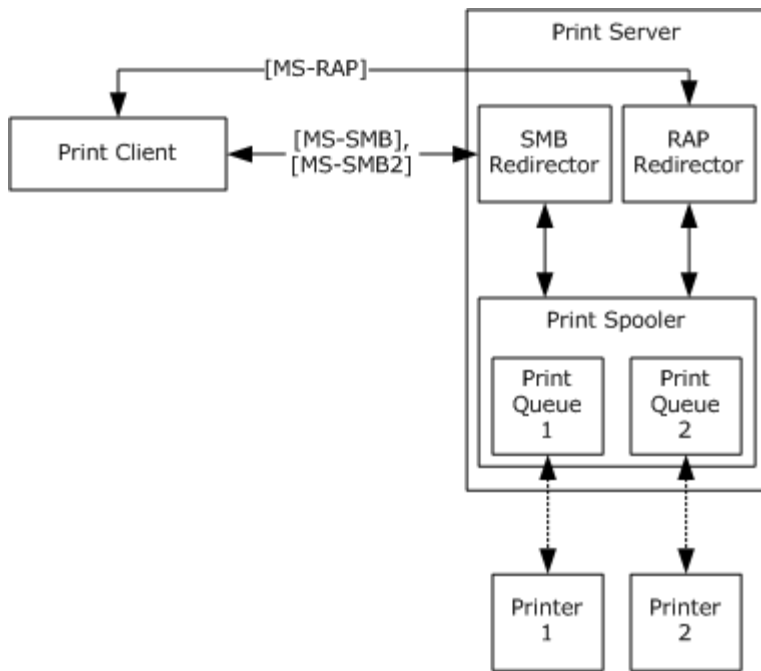 Print Server
[MS-RAP]
Print Client
[MS-SMB],
[MS-SMB2]
SMB
Redirector
RAP
Redirector
Print Spooler
Print
Queue
1
Print
Queue
2
Printer
1
Printer
2